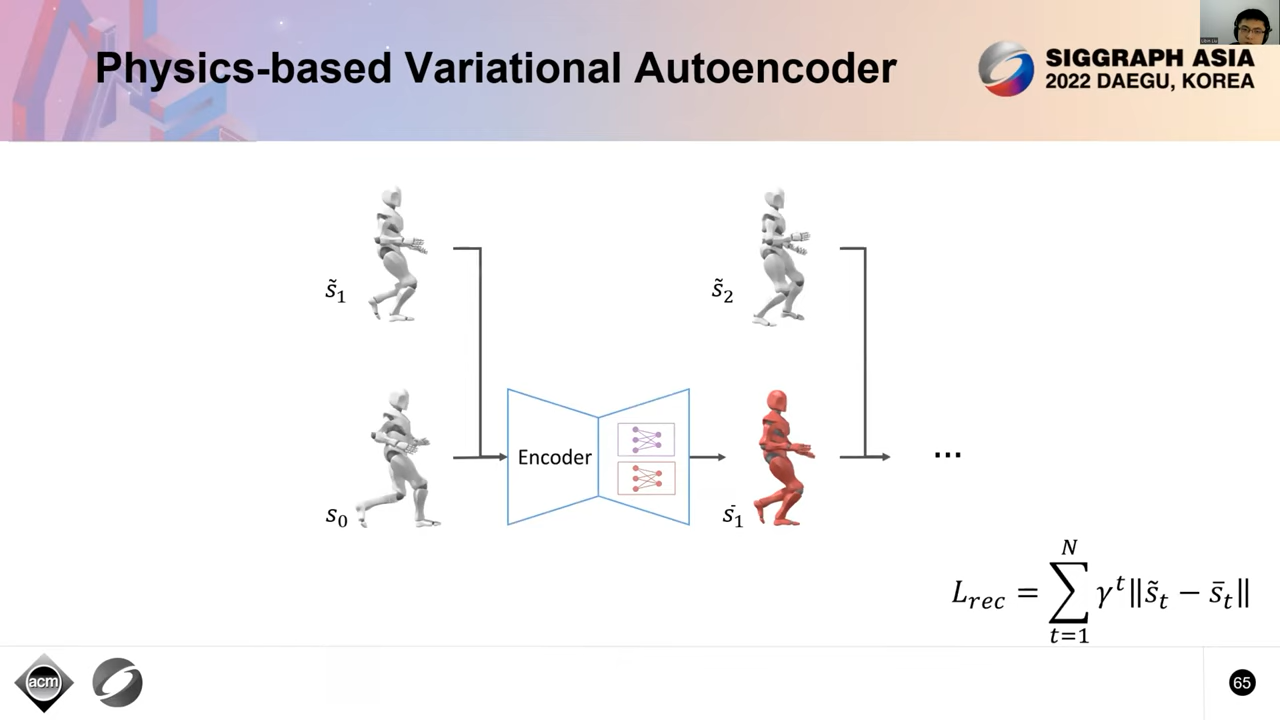 Physics-based Variational Autoencoder
SIGGRAPH ASIA
2022 DAEGU, KOREA
s̃₁
s̃₂
Encoder
s₀
s̄₁
...
L_rec = ∑_{t=1}^{N} γ^t ‖s̃_t − s̄_t‖
acm
65